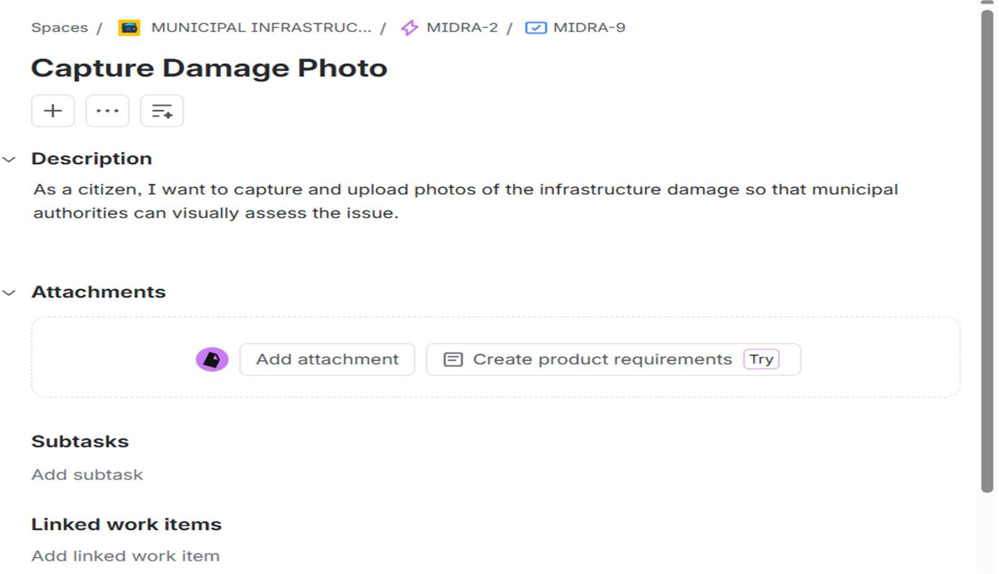 Spaces / MUNICIPAL INFRASTRUC... / MIDRA-2 / MIDRA-9
Capture Damage Photo
Description
As a citizen, I want to capture and upload photos of the infrastructure damage so that municipal
authorities can visually assess the issue.
Attachments
Add attachment Create product requirements Try
Subtasks
Add subtask
Linked work items
Add linked work item